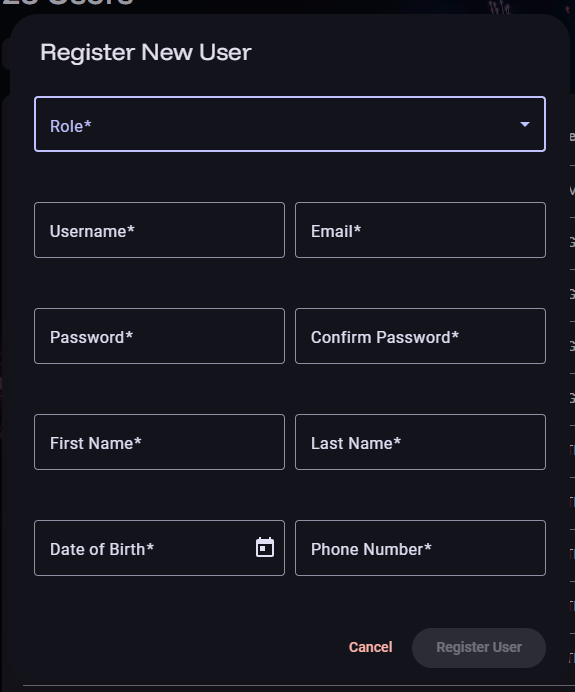 Users
Register New User
Role*
Username*
Email*
Password*
Confirm Password*
First Name*
Last Name*
Date of Birth*
Phone Number*
Cancel
Register User